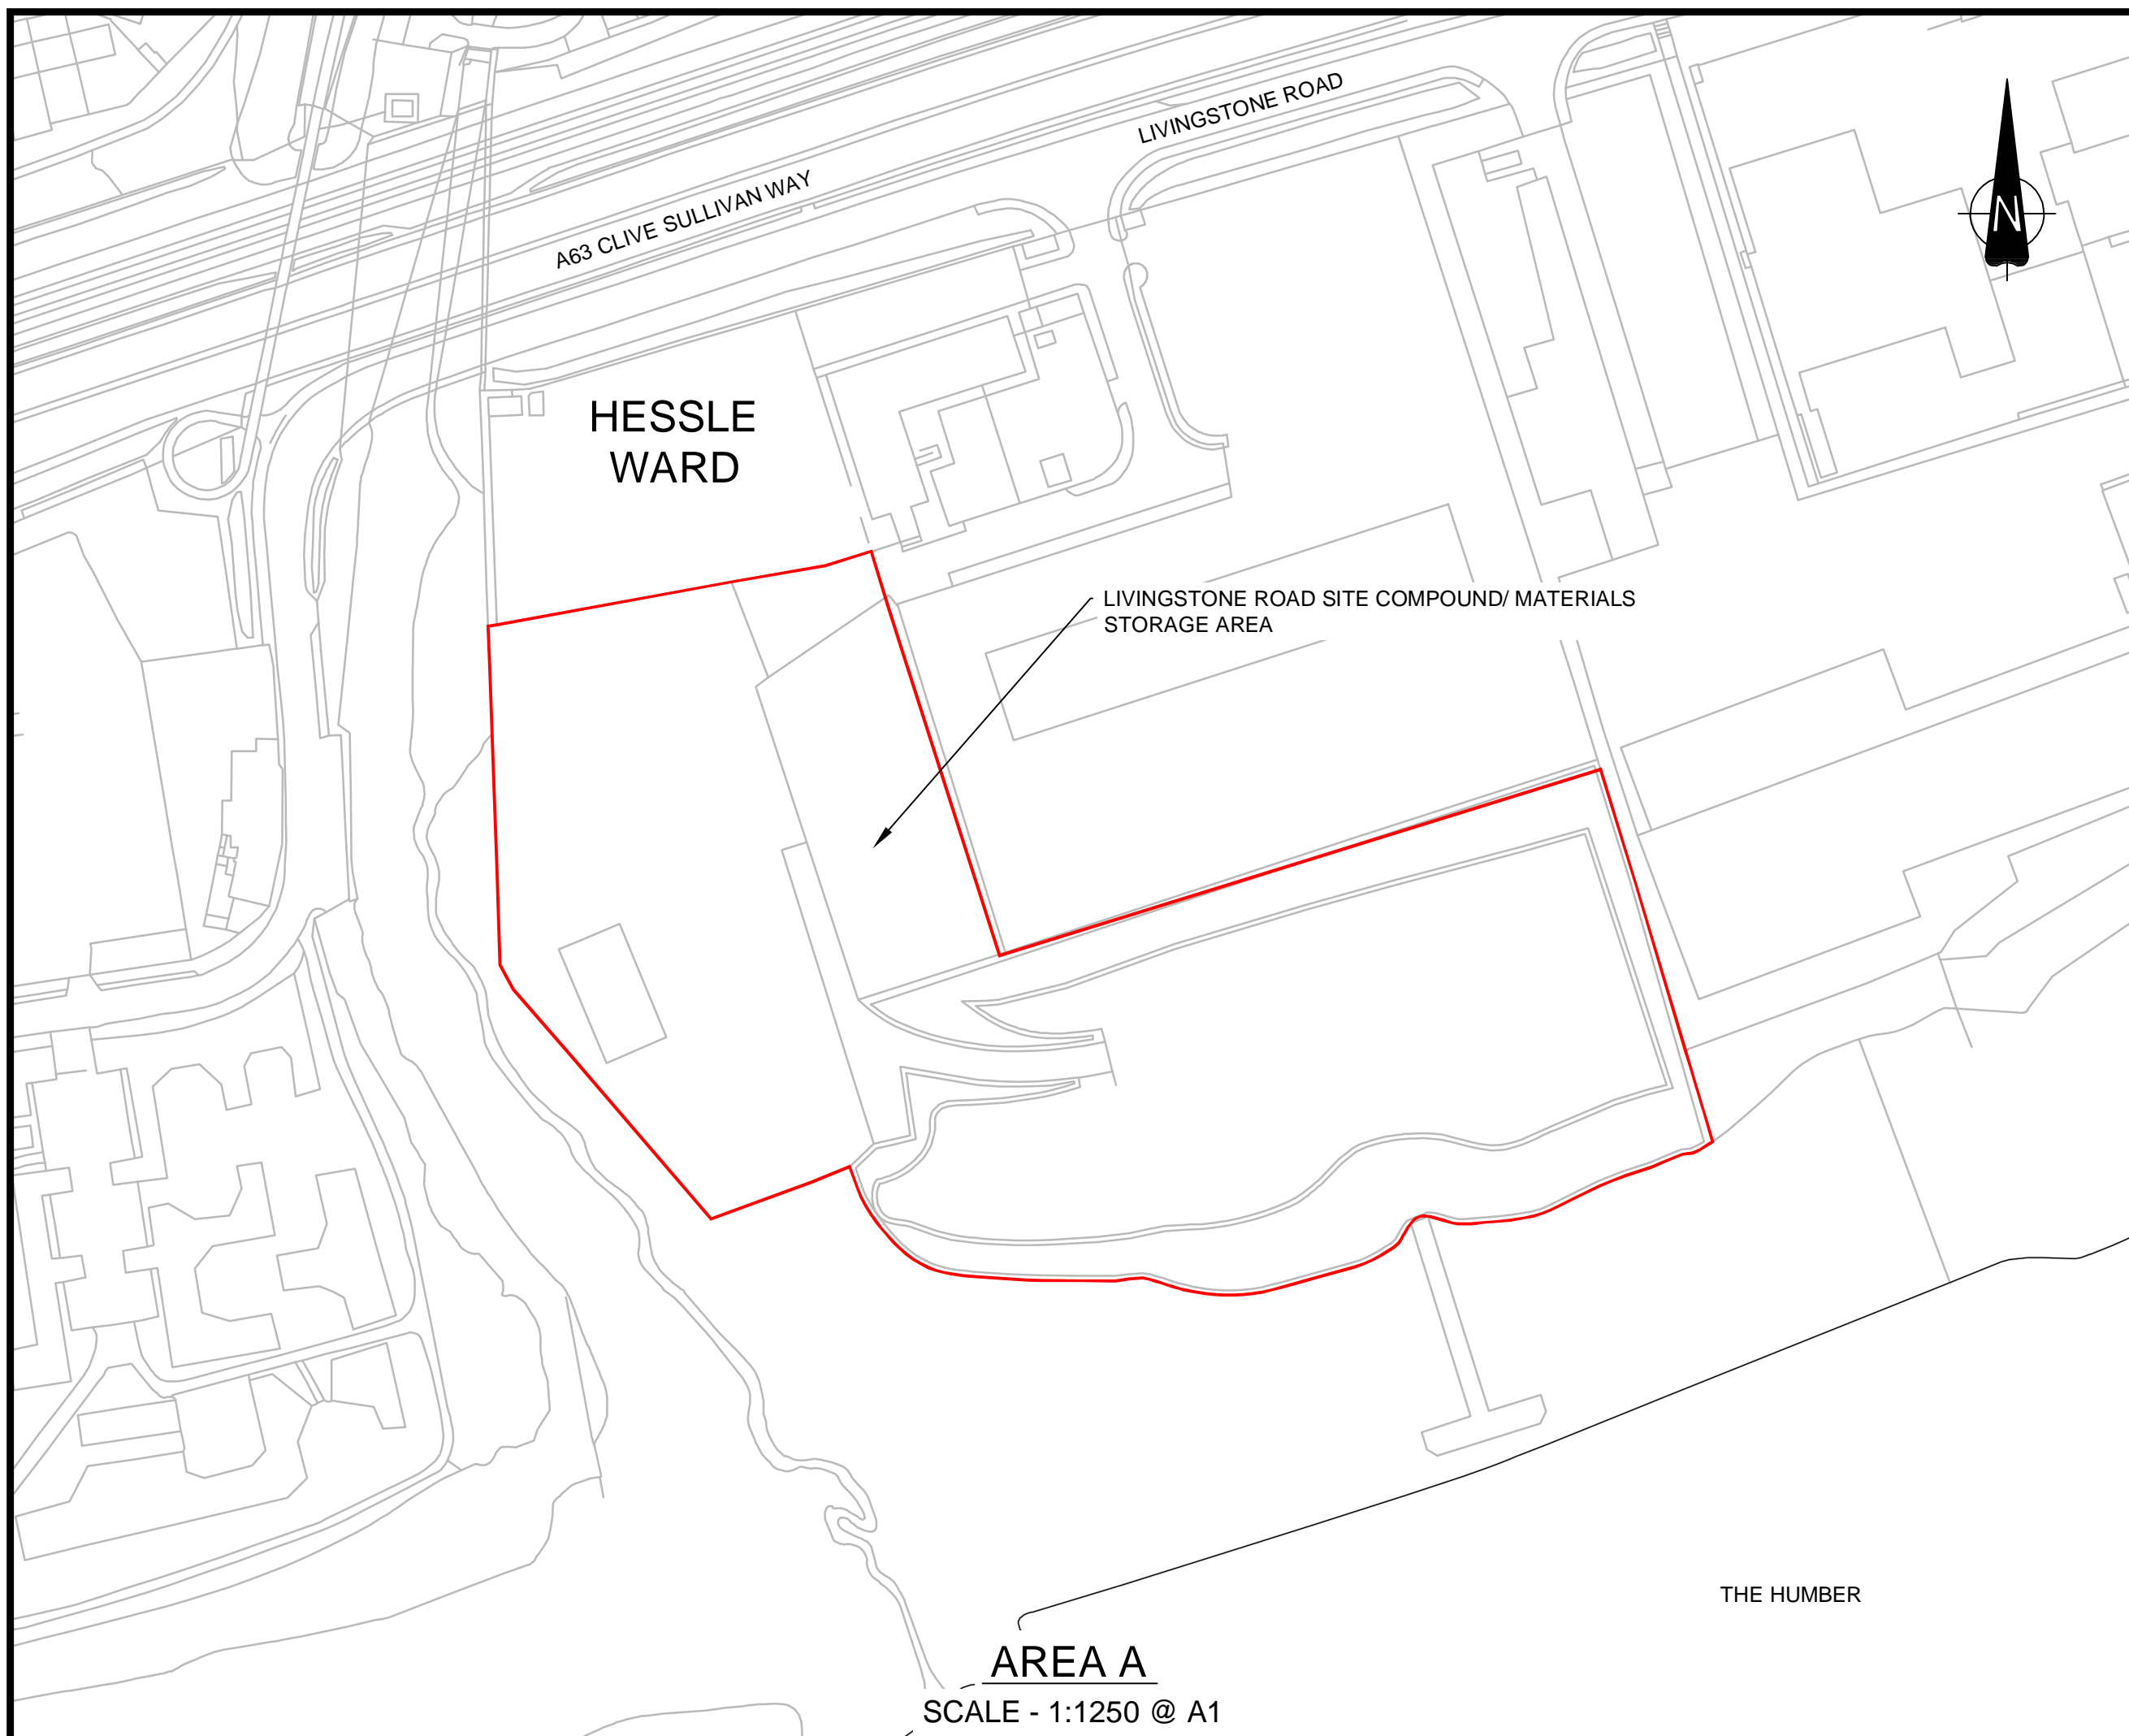 LIVINGSTONE ROAD
A63 CLIVE SULLIVAN WAY
N
HESSLE
WARD
LIVINGSTONE ROAD SITE COMPOUND/ MATERIALS
STORAGE AREA
THE HUMBER
AREA A
SCALE - 1:1250 @ A1